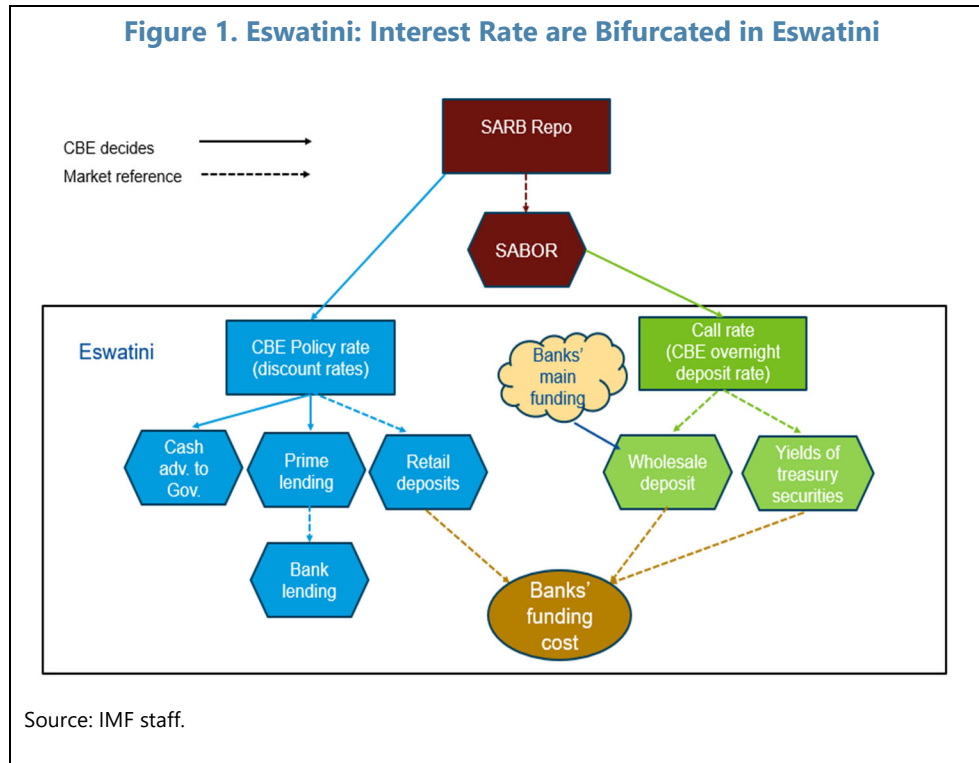 Figure 1. Eswatini: Interest Rate are Bifurcated in Eswatini
SARB Repo
CBE decides
Market reference
SABOR
Eswatini
CBE Policy rate
(discount rates)
Banks'
main
funding
Call rate
(CBE overnight
deposit rate)
Cash
adv. to
Gov.
Prime
lending
Retail
deposits
Wholesale
deposit
Yields of
treasury
securities
Bank
lending
Banks'
funding
cost
Source: IMF staff.